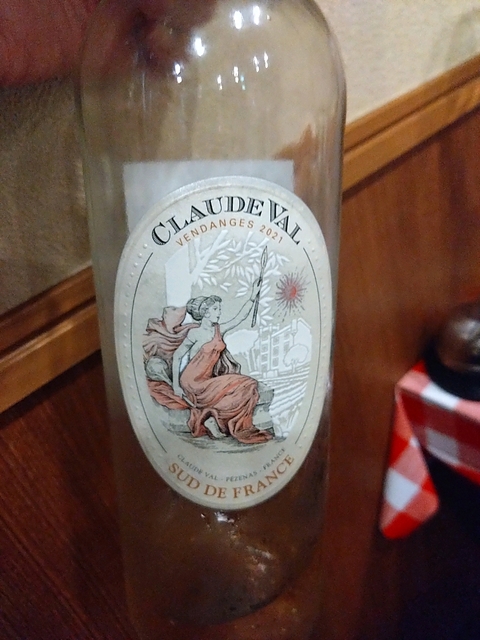 CLAUDE VAL
VENDANGES 2021
CLAUDE VAL - PÉZENAS - FRANCE
SUD DE FRANCE